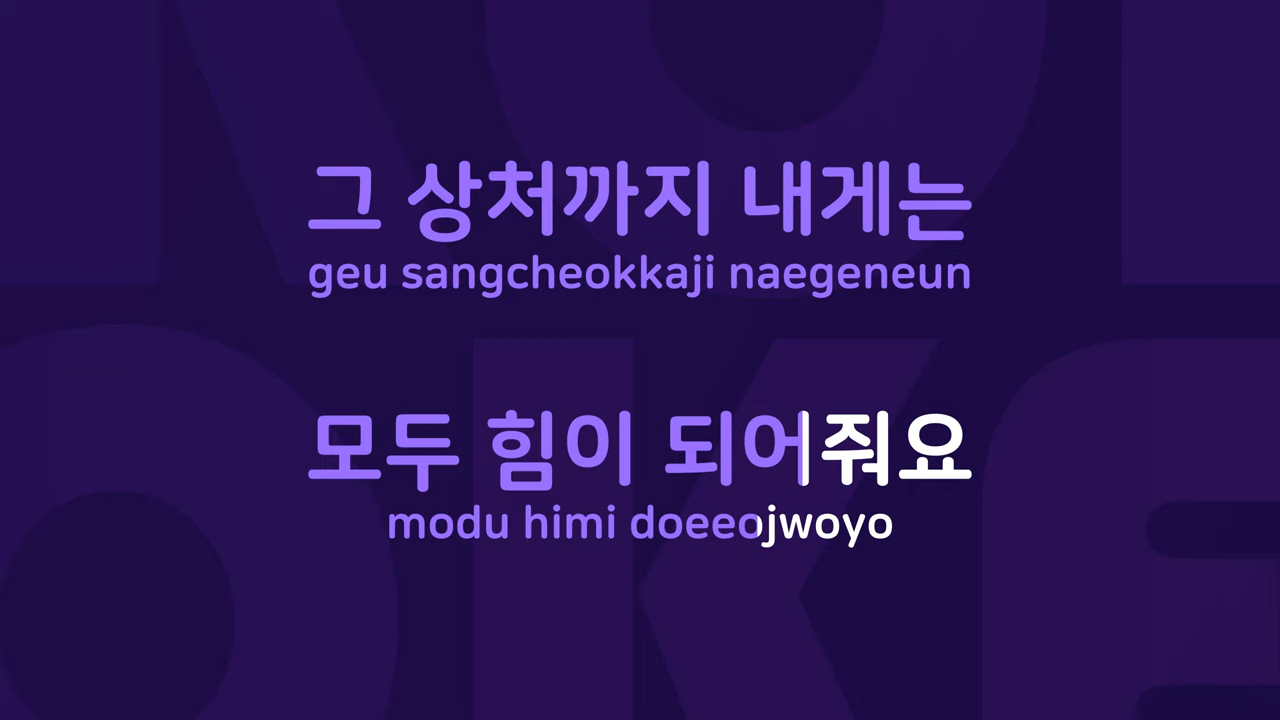 그 상처까지 내게는
geu sangcheokkaji naegeneun
모두 힘이 되어줘요
modu himi doeeojwoyo